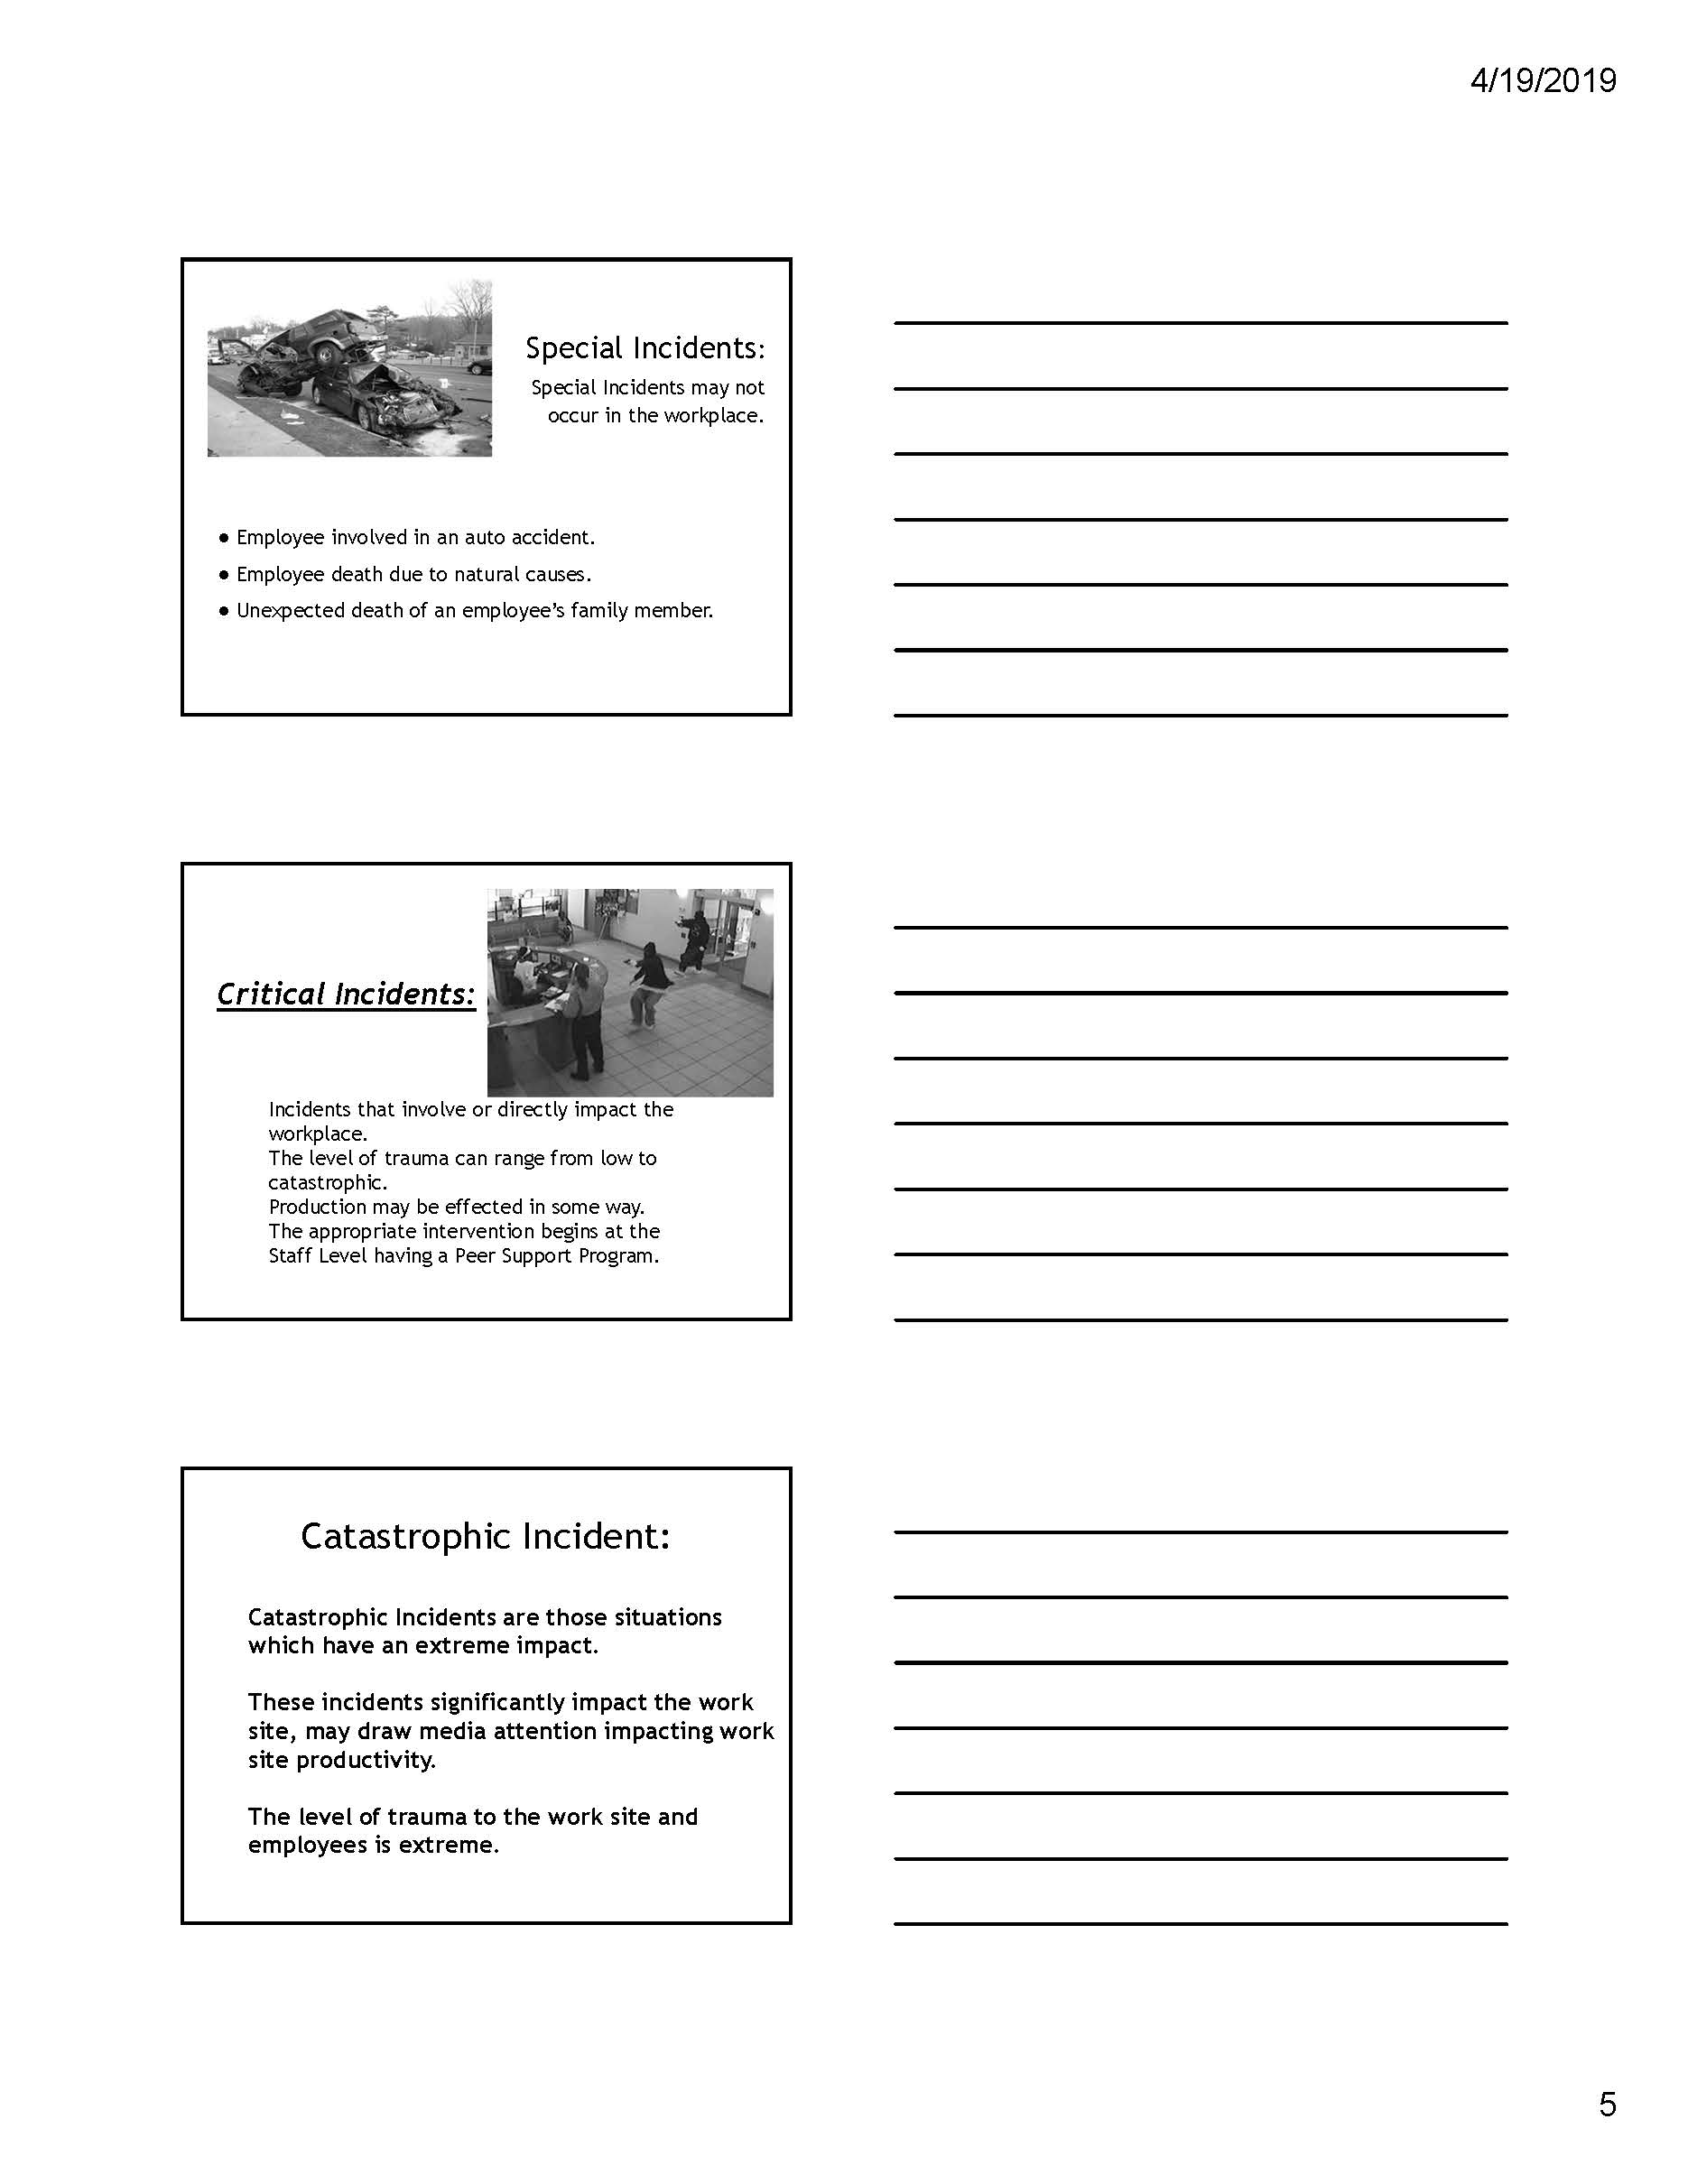 4/19/2019
Special Incidents:
Special Incidents may not
occur in the workplace.
● Employee involved in an auto accident.
● Employee death due to natural causes.
● Unexpected death of an employee’s family member.
Critical Incidents:
Incidents that involve or directly impact the
workplace.
The level of trauma can range from low to
catastrophic.
Production may be effected in some way.
The appropriate intervention begins at the
Staff Level having a Peer Support Program.
Catastrophic Incident:
Catastrophic Incidents are those situations
which have an extreme impact.
These incidents significantly impact the work
site, may draw media attention impacting work
site productivity.
The level of trauma to the work site and
employees is extreme.
5